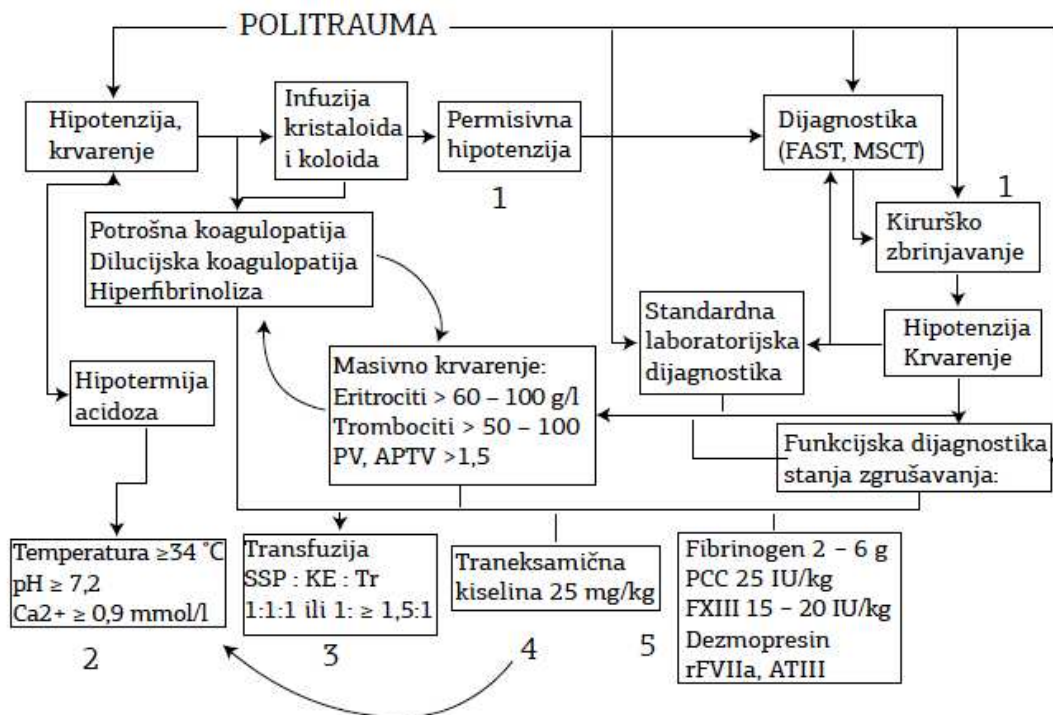 POLITRAUMA
Hipotenzija,
krvarenje
Infuzija
kristaloida
i koloida
Permisivna
hipotenzija
1
Dijagnostika
(FAST, MSCT)
1
Kirurško
zbrinjavanje
Potrošna koagulopatija
Dilucijska koagulopatija
Hiperfibrinoliza
Standardna
laboratorijska
dijagnostika
Hipotenzija
Krvarenje
Hipotermija
acidoza
Masivno krvarenje:
Eritrociti > 60 – 100 g/l
Trombociti > 50 – 100
PV, APTV >1,5
Funkcijska dijagnostika
stanja zgrušavanja:
Temperatura ≥34 °C
pH ≥ 7,2
Ca2+ ≥ 0,9 mmol/l
2
Transfuzija
SSP : KE : Tr
1:1:1 ili 1: ≥ 1,5:1
3
Traneksamična
kiselina 25 mg/kg
4
5
Fibrinogen 2 – 6 g
PCC 25 IU/kg
FXIII 15 – 20 IU/kg
Dezmopresin
rFVIIa, ATIII